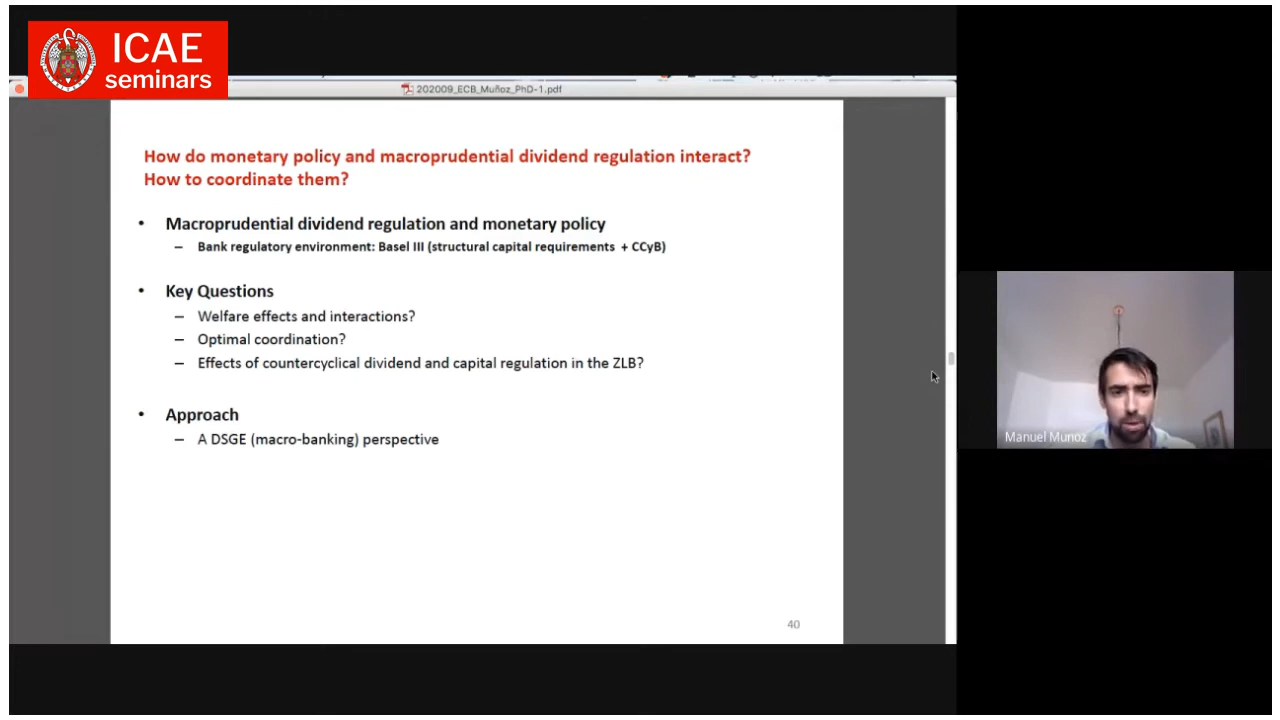 ICAE
seminars
202009_ECB_Muñoz_PhD-1.pdf
How do monetary policy and macroprudential dividend regulation interact?
How to coordinate them?
• Macroprudential dividend regulation and monetary policy
– Bank regulatory environment: Basel III (structural capital requirements + CCyB)
• Key Questions
– Welfare effects and interactions?
– Optimal coordination?
– Effects of countercyclical dividend and capital regulation in the ZLB?
• Approach
– A DSGE (macro-banking) perspective
40
Manuel Munoz